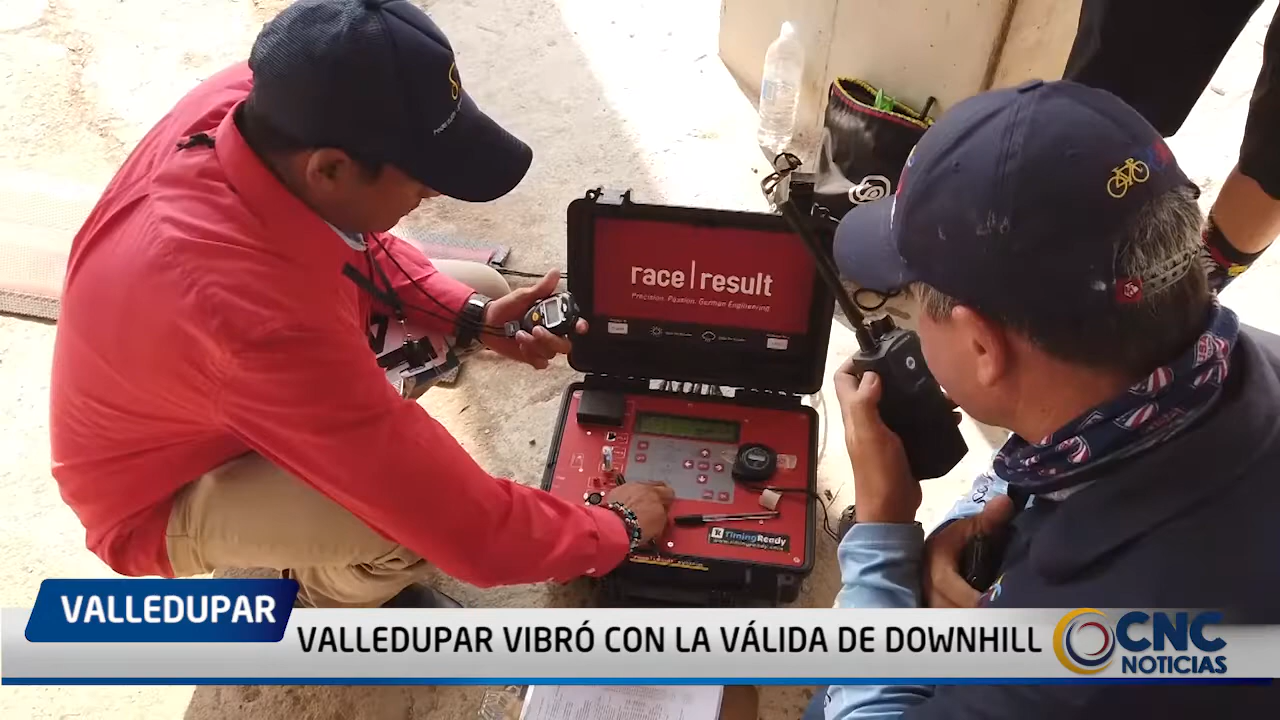 race|result
Precision. Passion. German Engineering
TimingReady
VALLEDUPAR
VALLEDUPAR VIBRÓ CON LA VÁLIDA DE DOWNHILL
CNC
NOTICIAS